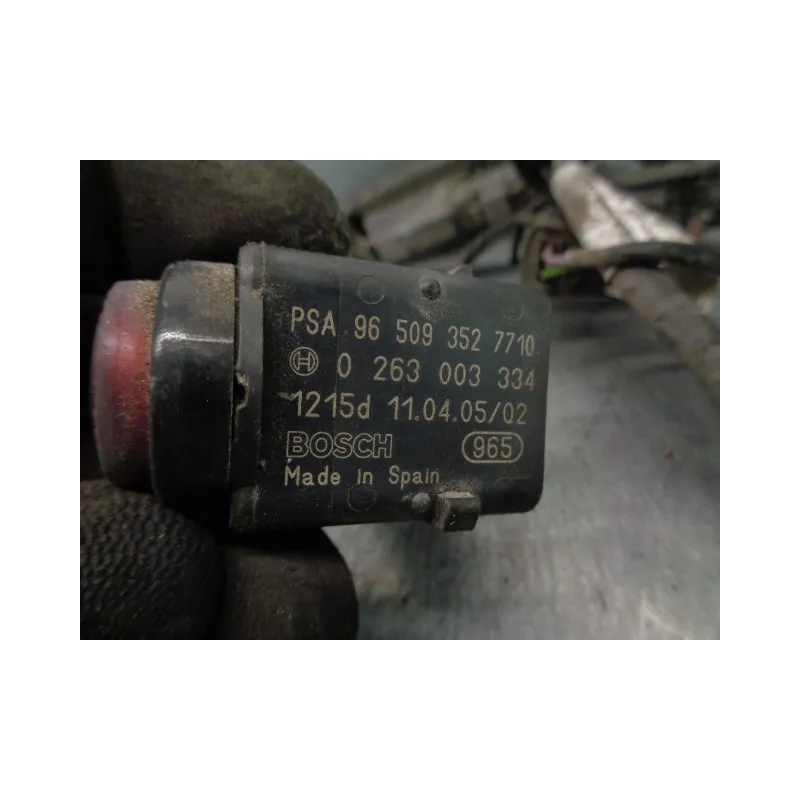 PSA 96 509 352 7710
0 263 003 334
1215d 11.04.05/02
BOSCH 965
Made in Spain